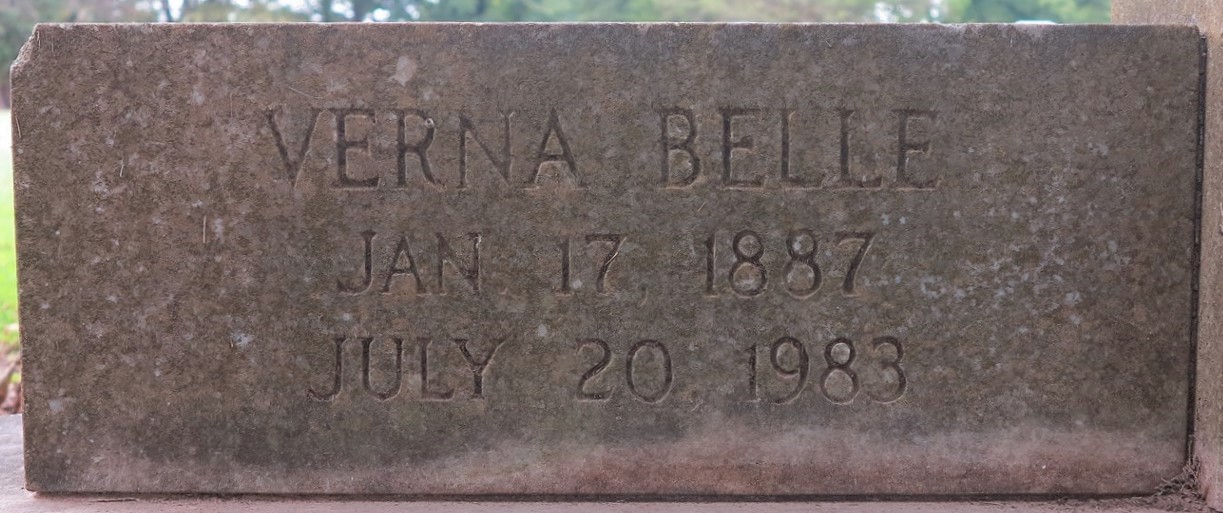 VERNA BELLE
JAN 17, 1887
JULY 20, 1983